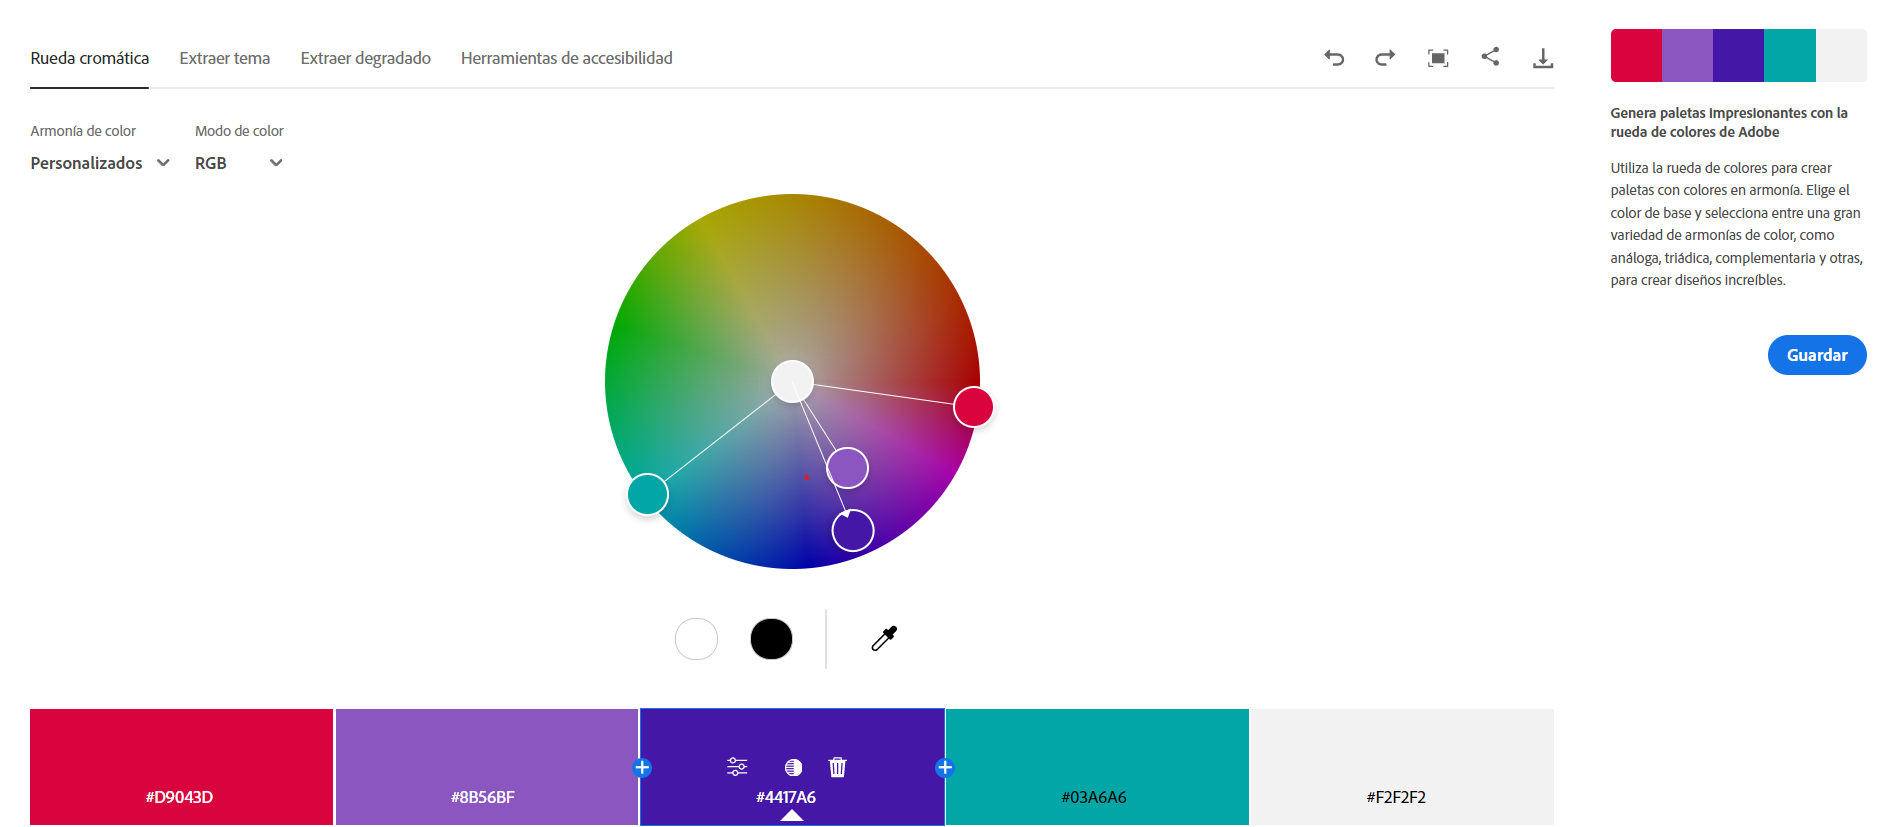 Rueda cromática
Extraer tema
Extraer degradado
Herramientas de accesibilidad
Armonía de color
Modo de color
Personalizados
RGB
Genera paletas impresionantes con la
rueda de colores de Adobe
Utiliza la rueda de colores para crear
paletas con colores en armonía. Elige el
color de base y selecciona entre una gran
variedad de armonías de color, como
análoga, triádica, complementaria y otras,
para crear diseños increíbles.
Guardar
#D9043D
#8B56BF
#4417A6
#03A6A6
#F2F2F2